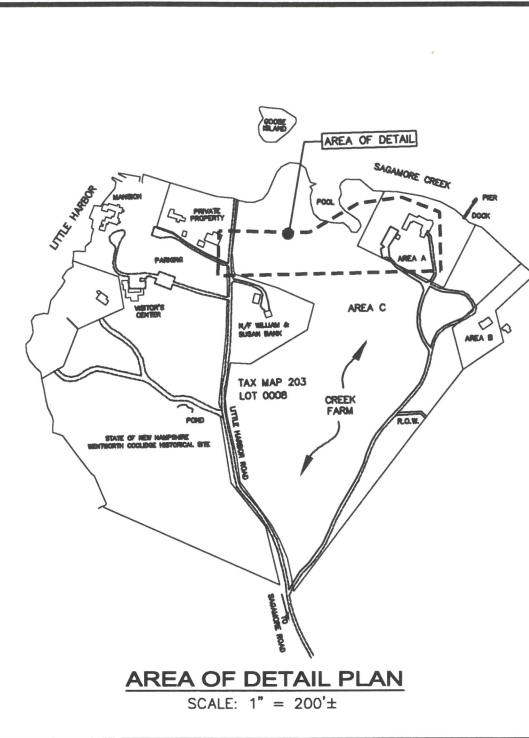 GOOSE
ISLAND
AREA OF DETAIL
SAGAMORE CREEK
LITTLE HARBOR
MANSION
PRIVATE
PROPERTY
POOL
PIER
DOCK
PARKING
AREA A
VISITOR'S
CENTER
N/F WILLIAM &
SUSAN BANK
AREA C
AREA B
TAX MAP 203
LOT 0008
CREEK
FARM
R.O.W.
POND
LITTLE HARBOR
ROAD
STATE OF NEW HAMPSHIRE
WENTWORTH COOLIDGE HISTORICAL SITE
TO
SAGAMORE ROAD
AREA OF DETAIL PLAN
SCALE: 1" = 200'±